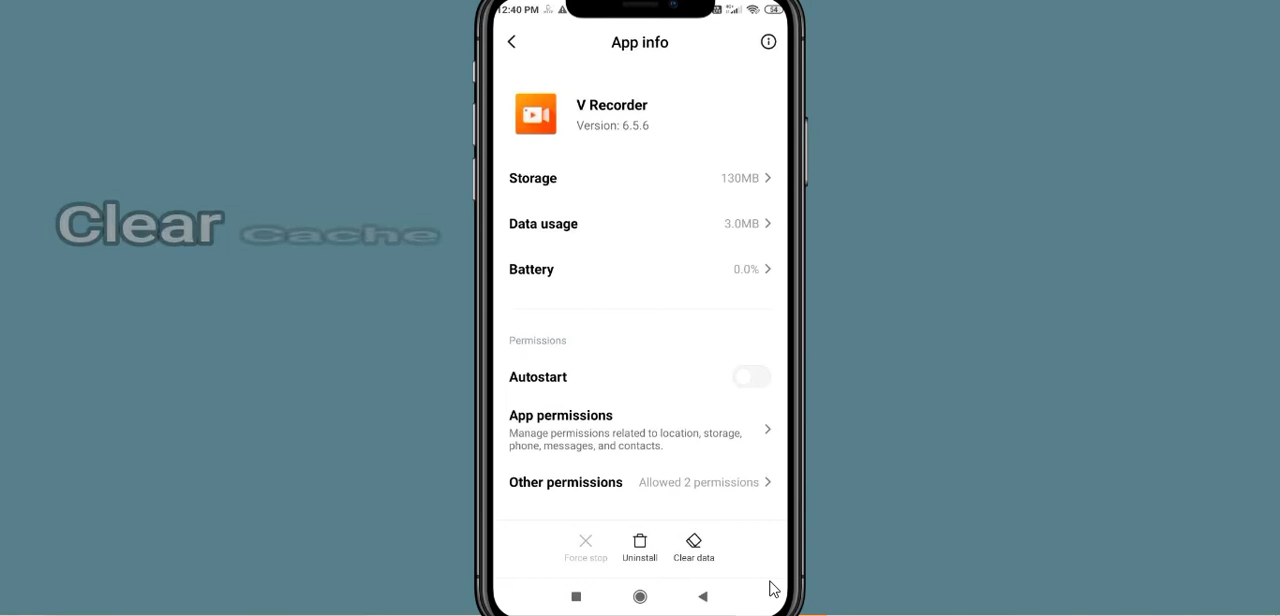 12:40 PM
54
App info
V Recorder
Version: 6.5.6
Storage 130MB
Data usage 3.0MB
Clear Cache
Battery 0.0%
Permissions
Autostart
App permissions
Manage permissions related to location, storage,
phone, messages, and contacts.
Other permissions Allowed 2 permissions
Force stop Uninstall Clear data